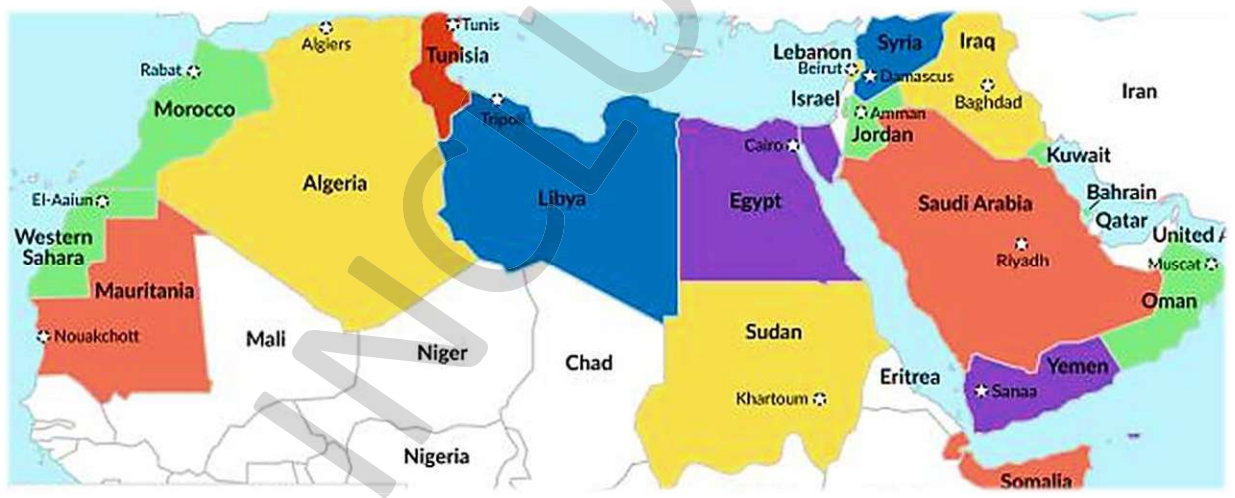 Algiers
Tunis
Tunisia
Rabat
Morocco
Tripoli
Lebanon
Beirut
Syria
Damascus
Iraq
Baghdad
Iran
Israel
Amman
Jordan
Cairo
Kuwait
Algeria
Libya
Egypt
Saudi Arabia
Riyadh
Bahrain
Qatar
United A
Muscat
Oman
El-Aaiun
Western
Sahara
Mauritania
Nouakchott
Mali
Niger
Chad
Sudan
Khartoum
Eritrea
Yemen
Sanaa
Nigeria
Somalia